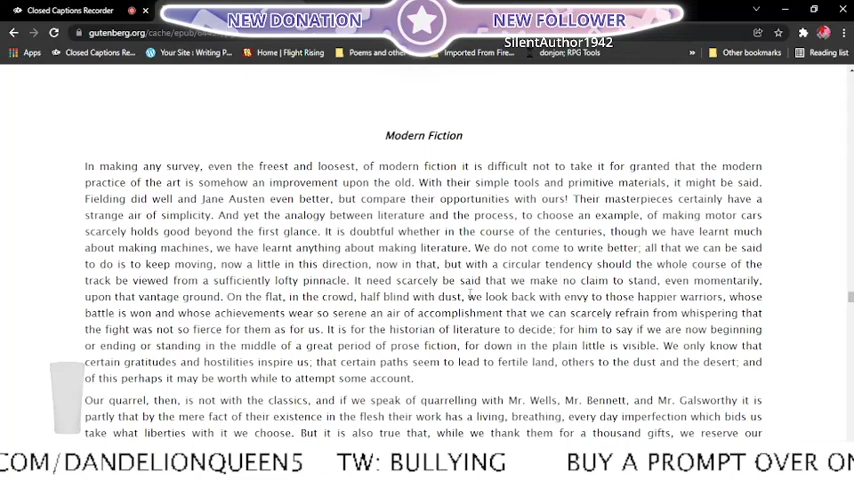 Closed Captions Recorder
NEW DONATION
NEW FOLLOWER
SilentAuthor1942
gutenberg.org/cache/epub/
Apps
Closed Captions Rec...
Your Site : Writing P...
Home | Flight Rising
Poems and other
Imported From Fire...
donjon; RPG Tools
»
Other bookmarks
Reading list
Modern Fiction
In making any survey, even the freest and loosest, of modern fiction it is difficult not to take it for granted that the modern
practice of the art is somehow an improvement upon the old. With their simple tools and primitive materials, it might be said.
Fielding did well and Jane Austen even better, but compare their opportunities with ours! Their masterpieces certainly have a
strange air of simplicity. And yet the analogy between literature and the process, to choose an example, of making motor cars
scarcely holds good beyond the first glance. It is doubtful whether in the course of the centuries, though we have learnt much
about making machines, we have learnt anything about making literature. We do not come to write better; all that we can be said
to do is to keep moving, now a little in this direction, now in that, but with a circular tendency should the whole course of the
track be viewed from a sufficiently lofty pinnacle. It need scarcely be said that we make no claim to stand, even momentarily,
upon that vantage ground. On the flat, in the crowd, half blind with dust, we look back with envy to those happier warriors, whose
battle is won and whose achievements wear so serene an air of accomplishment that we can scarcely refrain from whispering that
the fight was not so fierce for them as for us. It is for the historian of literature to decide; for him to say if we are now beginning
or ending or standing in the middle of a great period of prose fiction, for down in the plain little is visible. We only know that
certain gratitudes and hostilities inspire us; that certain paths seem to lead to fertile land, others to the dust and the desert; and
of this perhaps it may be worth while to attempt some account.
Our quarrel, then, is not with the classics, and if we speak of quarrelling with Mr. Wells, Mr. Bennett, and Mr. Galsworthy it is
partly that by the mere fact of their existence in the flesh their work has a living, breathing, every day imperfection which bids us
take what liberties with it we choose. But it is also true that, while we thank them for a thousand gifts, we reserve our
COM/DANDELIONQUEEN5 TW: BULLYING BUY A PROMPT OVER ON